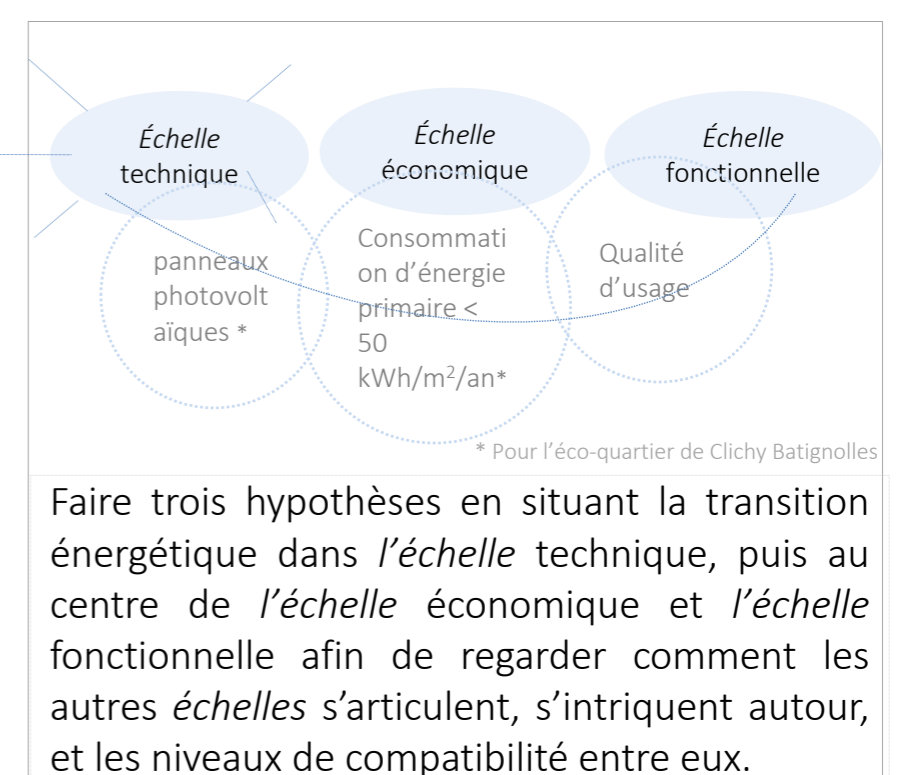 Échelle
technique
Échelle
économique
Échelle
fonctionnelle
panneaux
photovolt
aïques *
Consommati
on d’énergie
primaire <
50
kWh/m²/an*
Qualité
d’usage
* Pour l’éco-quartier de Clichy Batignolles
Faire trois hypothèses en situant la transition
énergétique dans l’échelle technique, puis au
centre de l’échelle économique et l’échelle
fonctionnelle afin de regarder comment les
autres échelles s’articulent, s’intriquent autour,
et les niveaux de compatibilité entre eux.